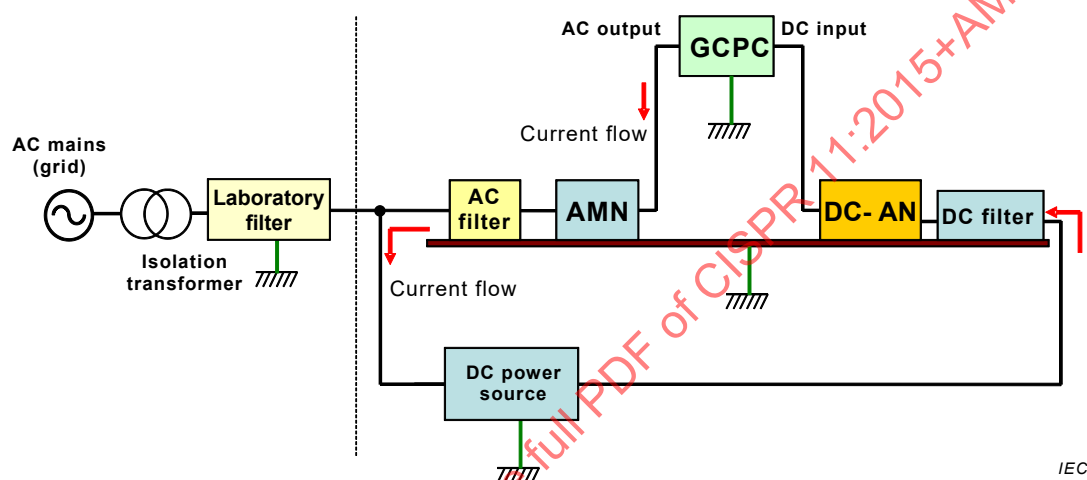 AC output
GCPC
DC input
Current flow
AC mains
(grid)
Laboratory
filter
Isolation
transformer
AC
filter
AMN
DC- AN
DC filter
Current flow
DC power
source
IEC
full PDF of CISPR 11:2015+AM